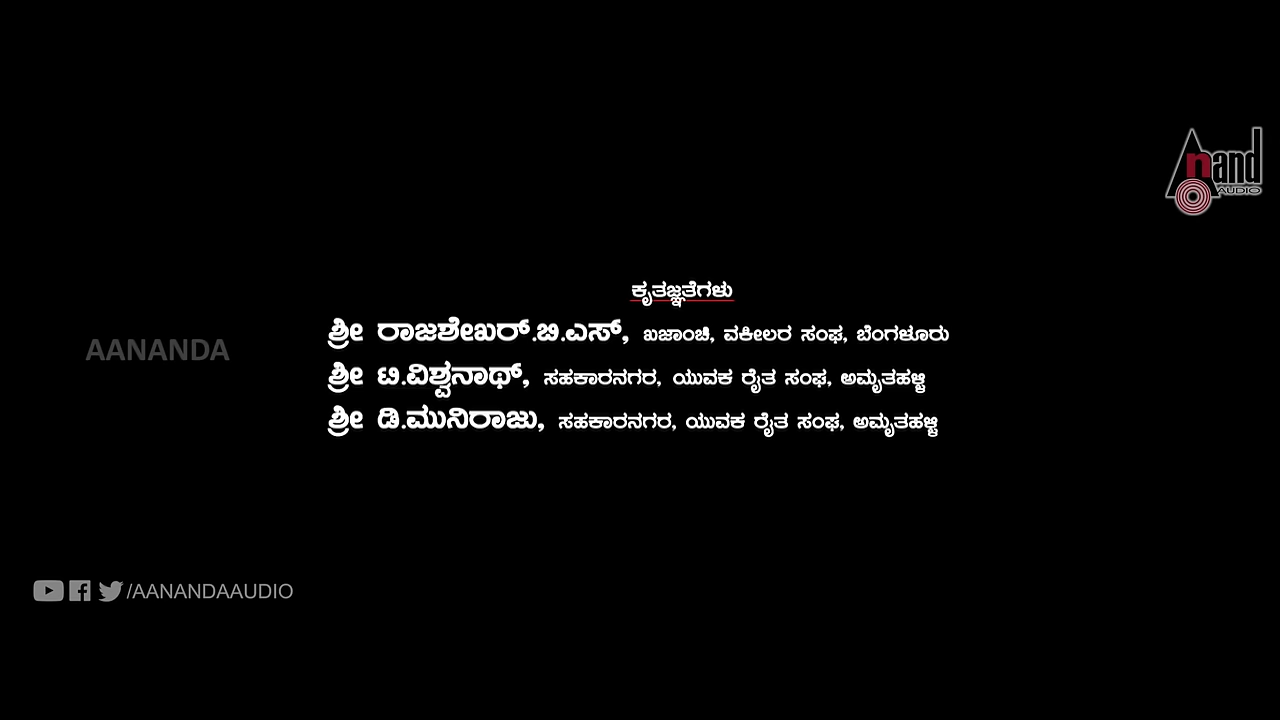 Anand
AUDIO
ಕೃತಜ್ಞತೆಗಳು
ಶ್ರೀ ರಾಜಶೇಖರ್.ಬಿ.ಎಸ್, ಖಜಾಂಚಿ, ವಕೀಲರ ಸಂಘ, ಬೆಂಗಳೂರು
AANANDA
ಶ್ರೀ ಟಿ.ವಿಶ್ವನಾಥ್, ಸಹಕಾರನಗರ, ಯುವಕ ರೈತ ಸಂಘ, ಅಮೃತಹಳ್ಳಿ
ಶ್ರೀ ಡಿ.ಮುನಿರಾಜು, ಸಹಕಾರನಗರ, ಯುವಕ ರೈತ ಸಂಘ, ಅಮೃತಹಳ್ಳಿ
/AANANDAAUDIO